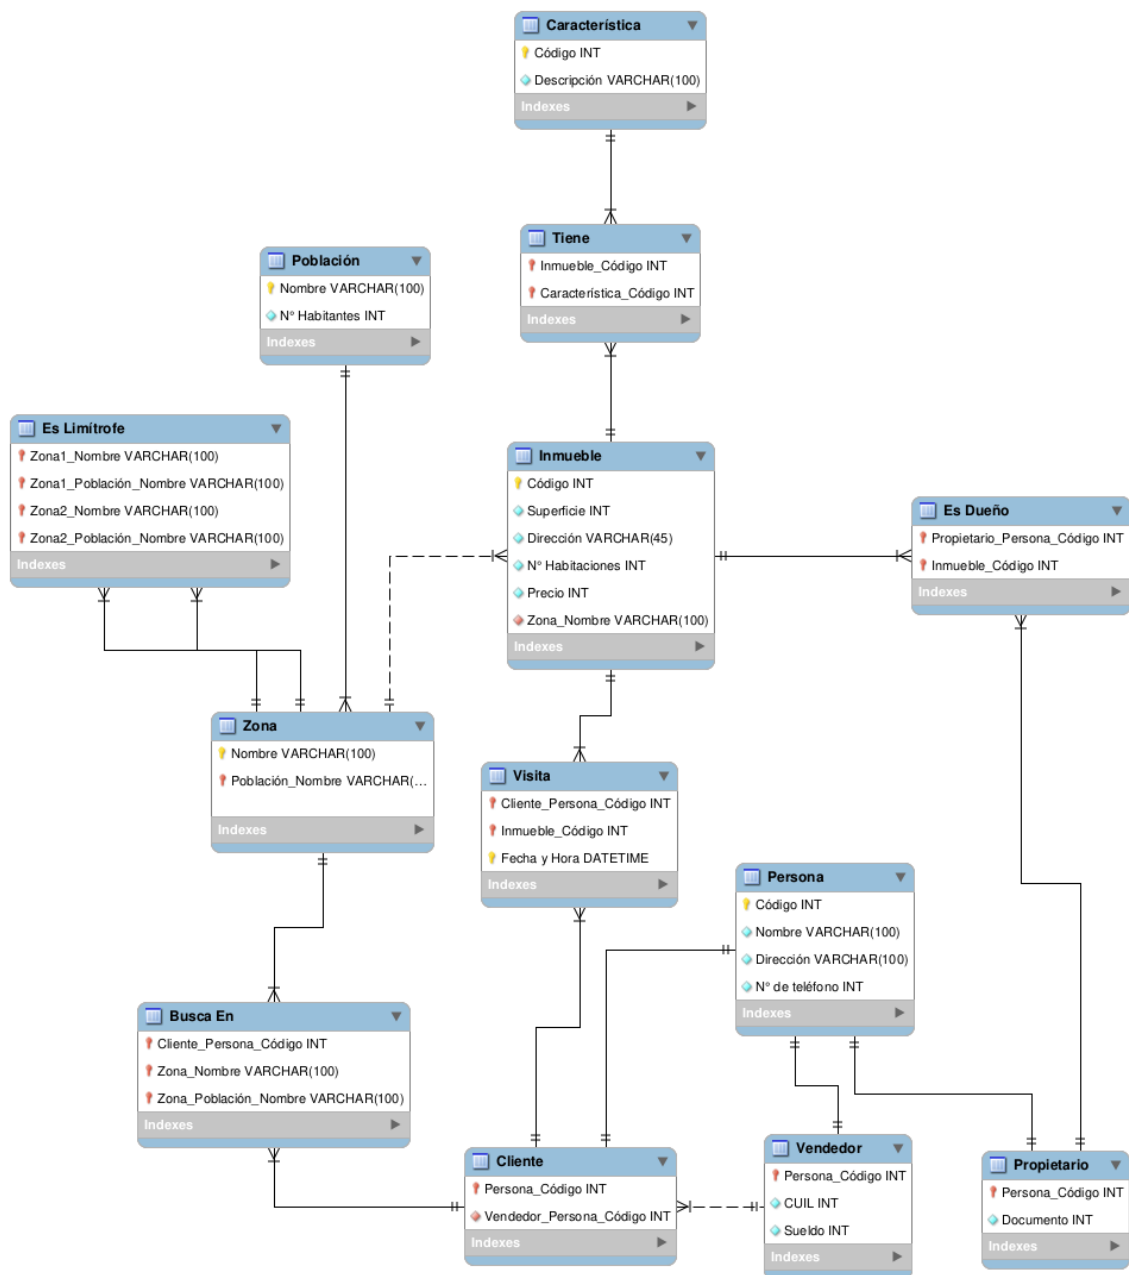 Característica
Código INT
Descripción VARCHAR(100)
Indexes
Tiene
Inmueble_Código INT
Característica_Código INT
Indexes
Población
Nombre VARCHAR(100)
N° Habitantes INT
Indexes
Es Limítrofe
Zona1_Nombre VARCHAR(100)
Zona1_Población_Nombre VARCHAR(100)
Zona2_Nombre VARCHAR(100)
Zona2_Población_Nombre VARCHAR(100)
Indexes
Inmueble
Código INT
Superficie INT
Dirección VARCHAR(45)
N° Habitaciones INT
Precio INT
Zona_Nombre VARCHAR(100)
Indexes
Es Dueño
Propietario_Persona_Código INT
Inmueble_Código INT
Indexes
Zona
Nombre VARCHAR(100)
Población_Nombre VARCHAR(...
Indexes
Visita
Cliente_Persona_Código INT
Inmueble_Código INT
Fecha y Hora DATETIME
Indexes
Persona
Código INT
Nombre VARCHAR(100)
Dirección VARCHAR(100)
N° de teléfono INT
Indexes
Busca En
Cliente_Persona_Código INT
Zona_Nombre VARCHAR(100)
Zona_Población_Nombre VARCHAR(100)
Indexes
Cliente
Persona_Código INT
Vendedor_Persona_Código INT
Indexes
Vendedor
Persona_Código INT
CUIL INT
Sueldo INT
Indexes
Propietario
Persona_Código INT
Documento INT
Indexes